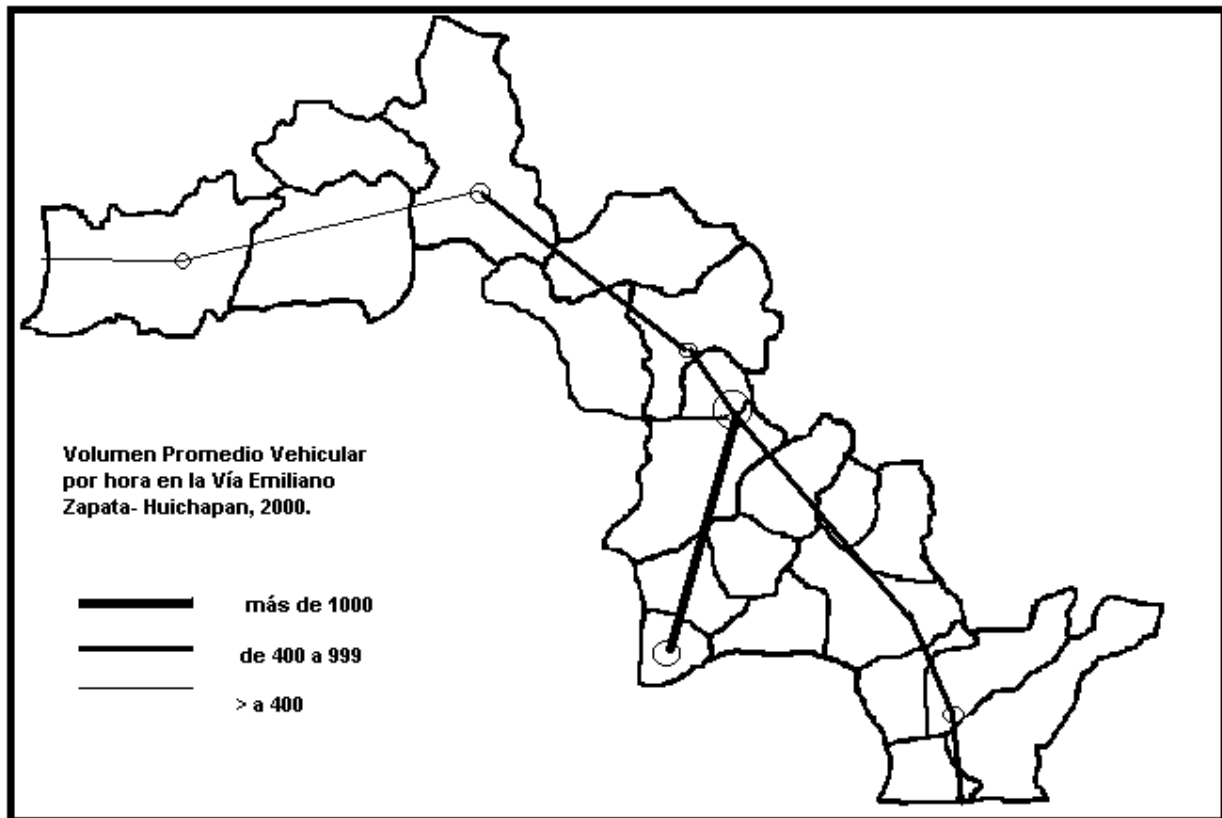 Volumen Promedio Vehicular
por hora en la Vía Emiliano
Zapata- Huichapan, 2000.
más de 1000
de 400 a 999
> a 400